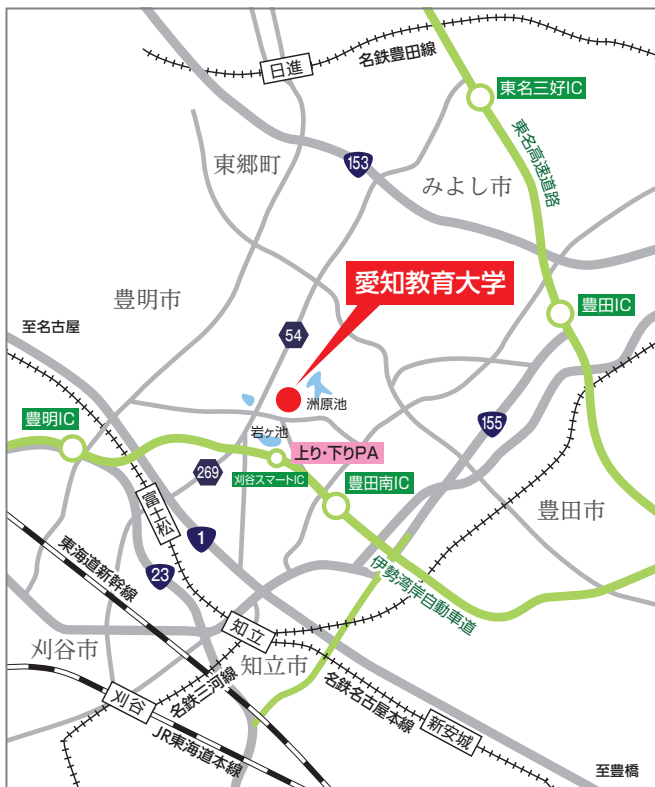 名鉄豊田線
日進
東名三好IC
東名高速道路
153
東郷町
みよし市
愛知教育大学
豊明市
豊田IC
至名古屋
54
洲原池
豊明IC
岩ヶ池
155
上り・下りPA
269
刈谷スマートIC
豊田南IC
富士松
豊田市
1
東海道新幹線
23
伊勢湾岸自動車道
知立
刈谷市
知立市
刈谷
名鉄三河線
名鉄名古屋本線
新安城
JR東海道本線
至豊橋